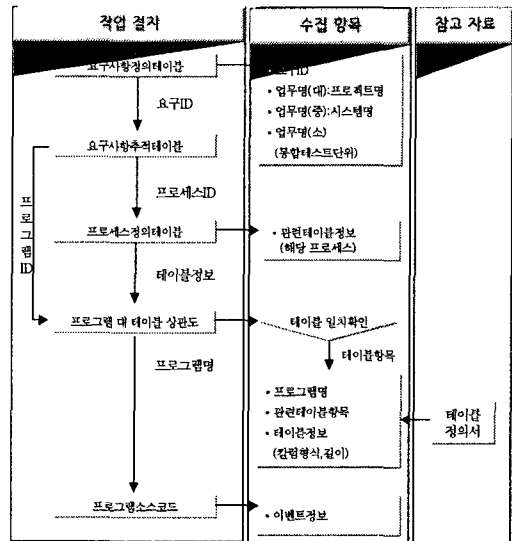 작업 절차
수집 항목
참고 자료
요구사항정의테이블
요구ID
• 업무명(대):프로젝트명
• 업무명(중):시스템명
• 업무명(소)
(통합테스트단위)
요구ID
요구사항추적테이블
프로그램ID
프로세스ID
프로세스정의테이블
• 관련테이블정보
(해당 프로세스)
테이블정보
프로그램 대 테이블 상관도
테이블 일치확인
프로그램명
테이블항목
• 프로그램명
• 관련테이블항목
• 테이블정보
(칼럼형식,길이)
테이블
정의서
프로그램소스코드
• 이벤트정보